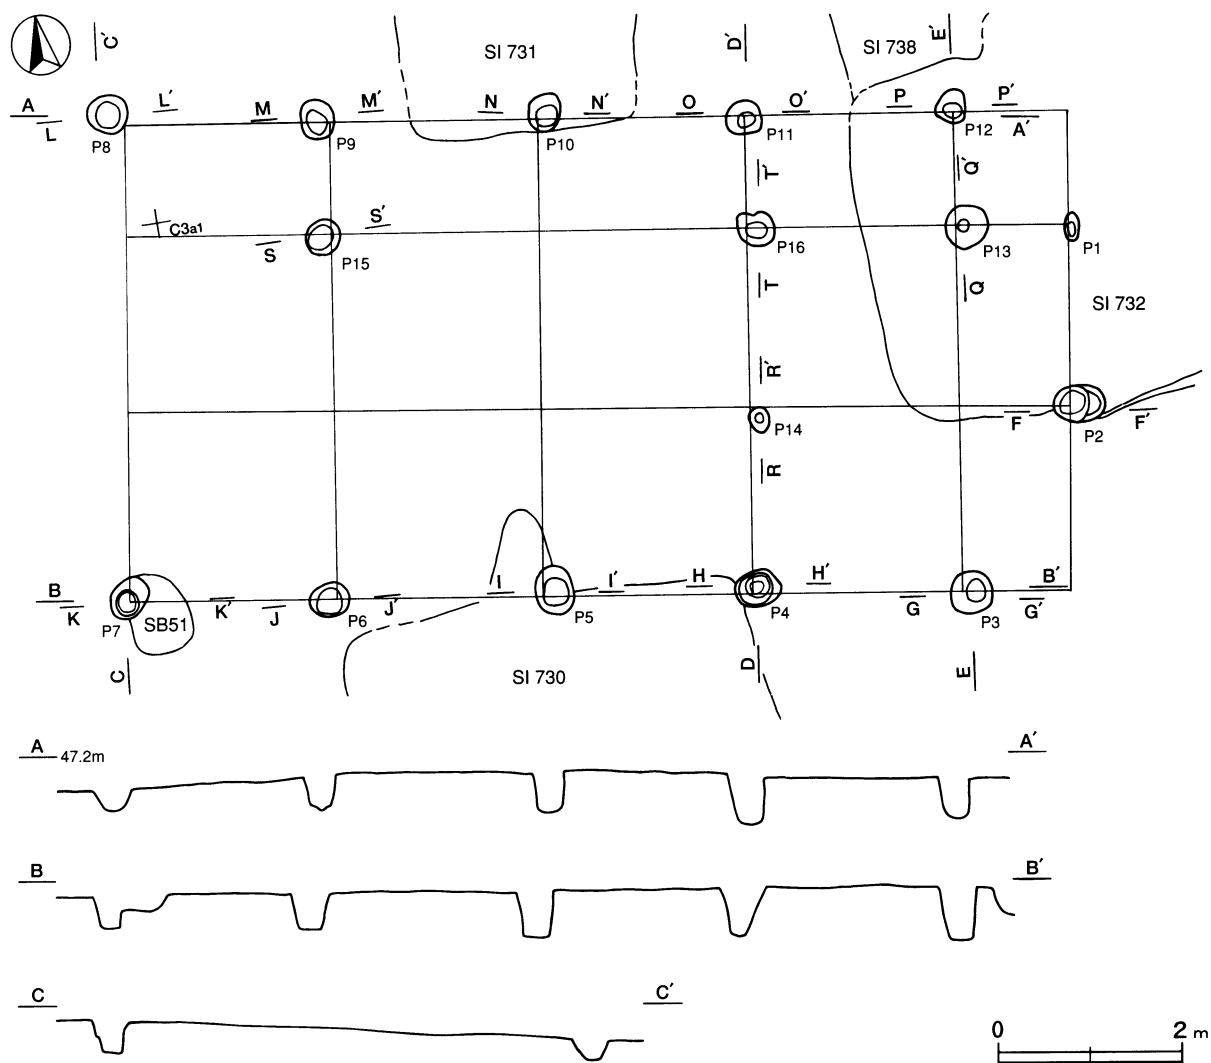 C′ D′ E′
SI 731 SI 738
A L L′ M M′ N N′ O O′ P P′ A′
P8 P9 P10 P11 P12
T′ Q′
C3a1 S S′
P15 P16 P13 P1
T Q
SI 732
R′
P14 F P2 F′
R
B K K′ J J′ I I′ H H′ G B′ G′
P7 SB51 P6 P5 P4 P3
C SI 730 D E
A 47.2m A′
B B′
C C′
0 2 m